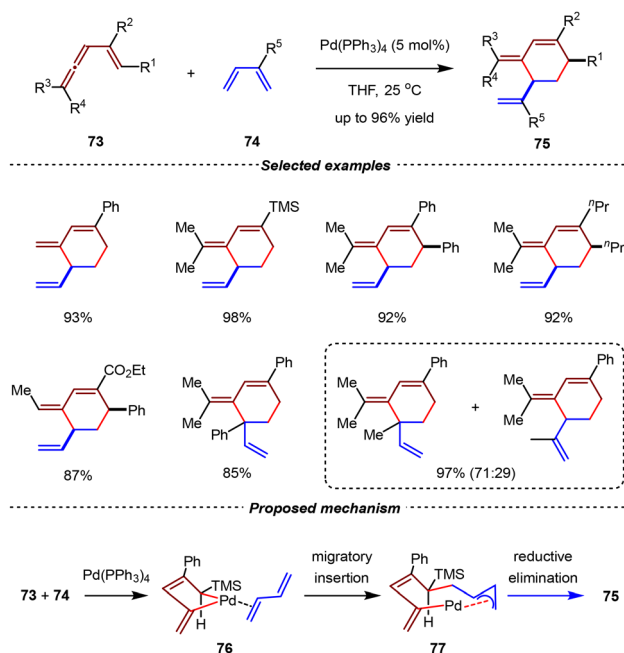 R² R² 
R¹ R⁵ Pd(PPh₃)₄ (5 mol%) R³ R¹
R³ + THF, 25 °C R⁴
R⁴ up to 96% yield R⁵
73 74 75
Selected examples
Ph TMS Ph ⁿPr
Me Me Ph Me ⁿPr
Me Me Me
93% 98% 92% 92%
CO₂Et Ph Ph Ph
Me Ph Me Me + Me
Me Ph Me Me Me
87% 85% 97% (71:29)
Proposed mechanism
Ph migratory Ph reductive
Pd(PPh₃)₄ TMS insertion TMS elimination
73 + 74 Pd Pd 75
H H
76 77